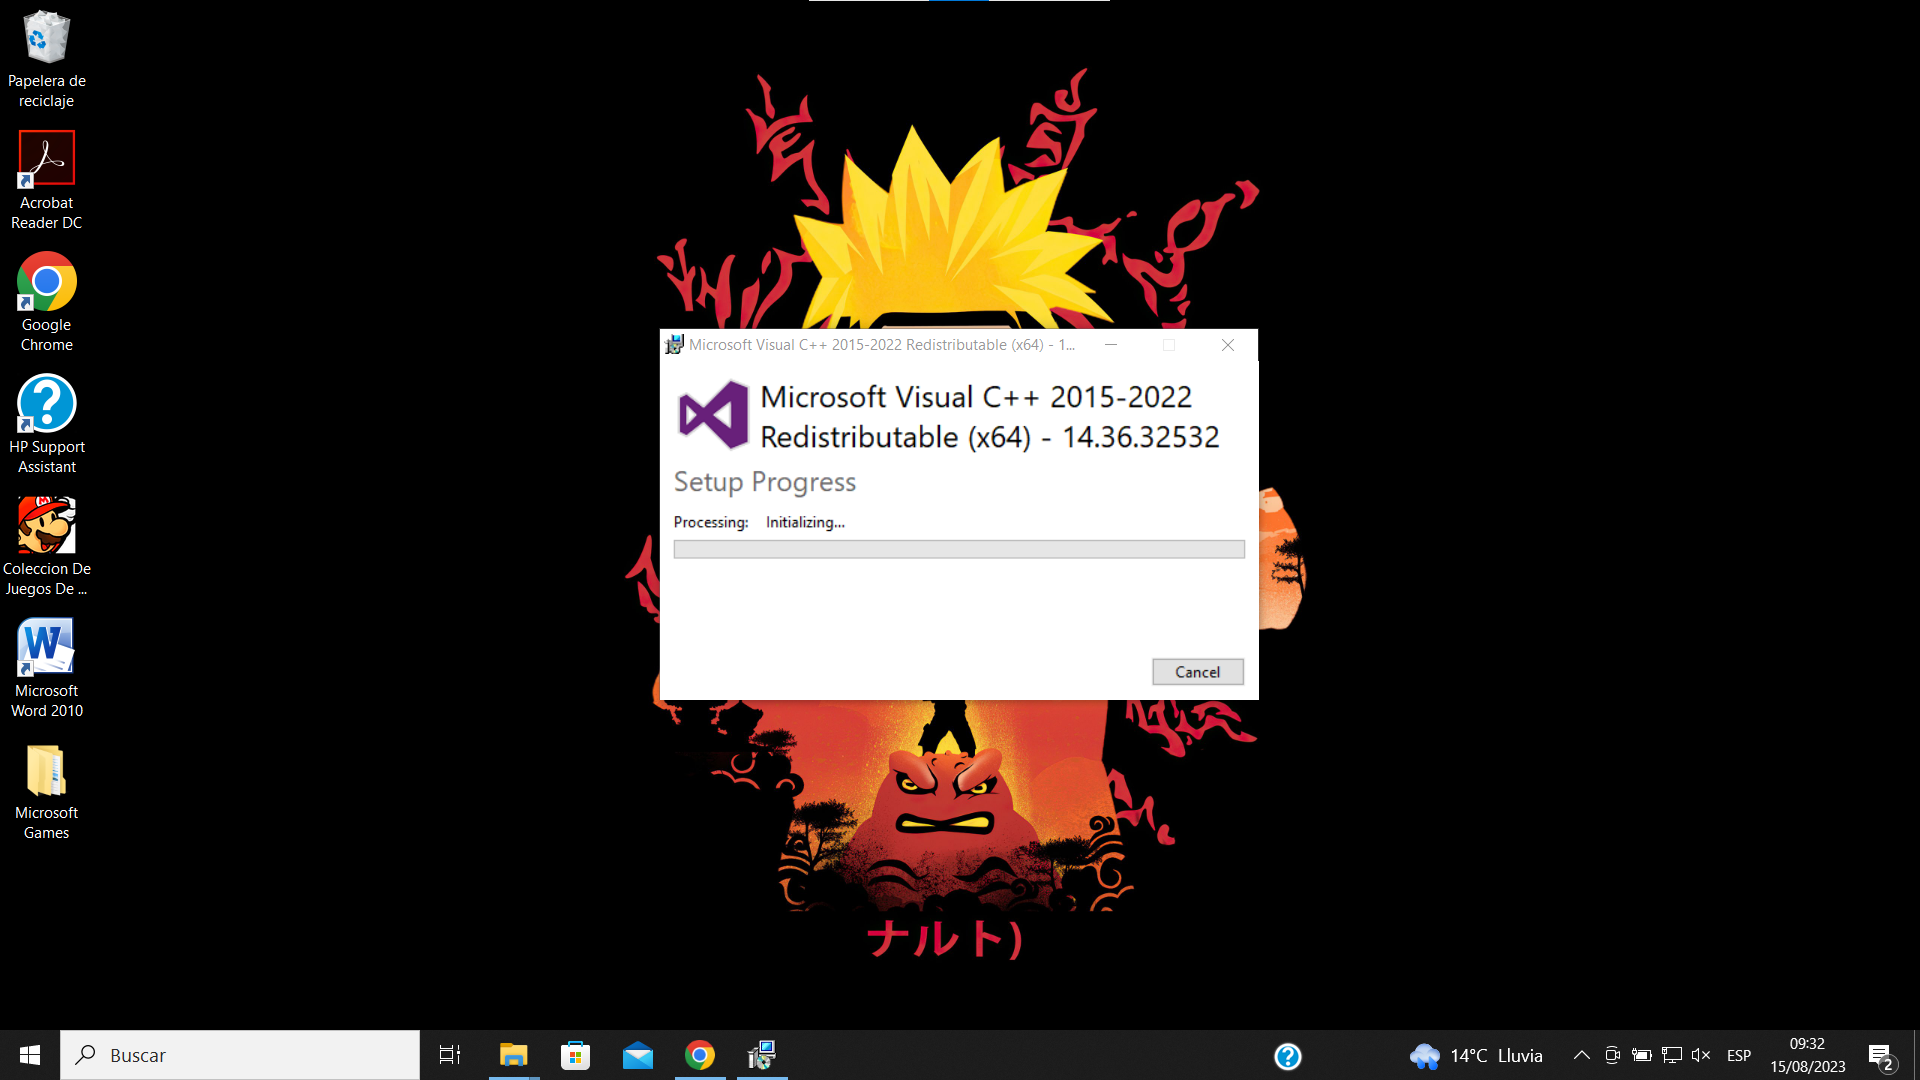 Papelera de
reciclaje
Acrobat
Reader DC
Google
Chrome
HP Support
Assistant
Coleccion De
Juegos De ...
Microsoft
Word 2010
Microsoft
Games
Microsoft Visual C++ 2015-2022 Redistributable (x64) - 1...
Microsoft Visual C++ 2015-2022
Redistributable (x64) - 14.36.32532
Setup Progress
Processing: Initializing...
Cancel
ナルト)
Buscar
14°C Lluvia
ESP
09:32
15/08/2023
2